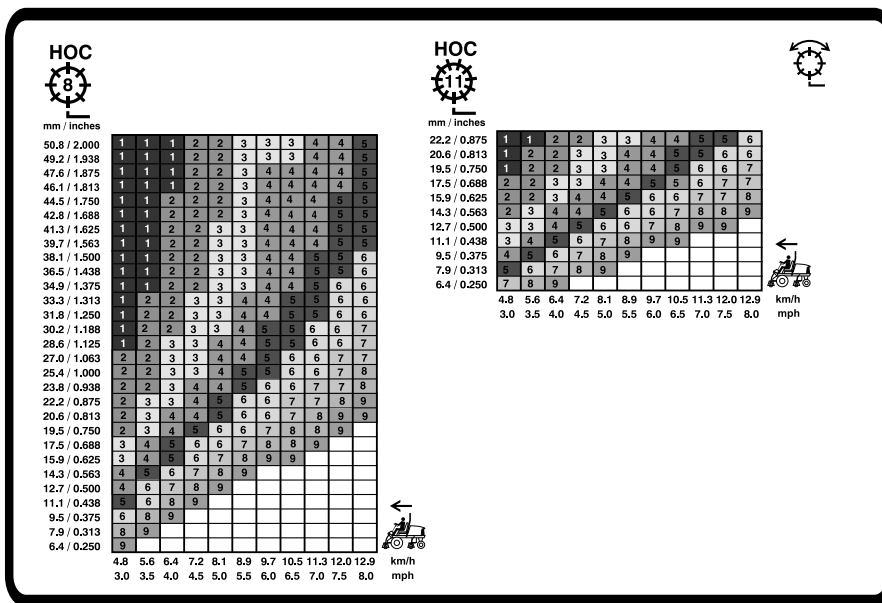 HOC
8
mm / inches
50.8 / 2.000 1 1 1 2 2 3 3 3 4 4 5
49.2 / 1.938 1 1 1 2 2 3 3 3 4 4 5
47.6 / 1.875 1 1 1 2 2 3 4 4 4 4 5
46.1 / 1.813 1 1 1 2 2 3 4 4 4 4 5
44.5 / 1.750 1 1 2 2 2 3 4 4 4 5 5
42.8 / 1.688 1 1 2 2 2 3 4 4 4 5 5
41.3 / 1.625 1 1 2 2 3 3 4 4 4 5 5
39.7 / 1.563 1 1 2 2 3 3 4 4 4 5 5
38.1 / 1.500 1 1 2 2 3 3 4 4 5 5 6
36.5 / 1.438 1 1 2 2 3 3 4 4 5 5 6
34.9 / 1.375 1 1 2 2 3 3 4 4 5 6 6
33.3 / 1.313 1 2 2 3 3 4 4 5 5 6 6
31.8 / 1.250 1 2 2 3 3 4 4 5 5 6 6
30.2 / 1.188 1 2 2 3 3 4 5 5 6 6 7
28.6 / 1.125 1 2 3 3 4 4 5 5 6 6 7
27.0 / 1.063 2 2 3 3 4 4 5 6 6 7 7
25.4 / 1.000 2 2 3 3 4 5 5 6 6 7 8
23.8 / 0.938 2 2 3 4 4 5 6 6 7 7 8
22.2 / 0.875 2 3 3 4 5 6 6 7 7 8 9
20.6 / 0.813 2 3 4 4 5 6 6 7 8 9 9
19.5 / 0.750 2 3 4 5 6 6 7 8 8 9
17.5 / 0.688 3 4 5 6 6 7 8 8 9
15.9 / 0.625 3 4 5 6 7 8 9 9
14.3 / 0.563 4 5 6 7 8 9
12.7 / 0.500 4 6 7 8 9
11.1 / 0.438 5 6 8 9
9.5 / 0.375 6 8 9
7.9 / 0.313 8 9
6.4 / 0.250 9
4.8 5.6 6.4 7.2 8.1 8.9 9.7 10.5 11.3 12.0 12.9 km/h
3.0 3.5 4.0 4.5 5.0 5.5 6.0 6.5 7.0 7.5 8.0 mph
HOC
11
mm / inches
22.2 / 0.875 1 1 2 2 3 3 4 4 5 5 6
20.6 / 0.813 1 2 2 3 3 4 4 5 5 6 6
19.5 / 0.750 1 2 2 3 3 4 4 5 6 6 7
17.5 / 0.688 2 2 3 3 4 4 5 5 6 7 7
15.9 / 0.625 2 2 3 4 4 5 6 6 7 7 8
14.3 / 0.563 2 3 4 4 5 6 6 7 8 8 9
12.7 / 0.500 3 3 4 5 6 6 7 8 9 9
11.1 / 0.438 3 4 5 6 7 8 9 9
9.5 / 0.375 4 5 6 7 8 9
7.9 / 0.313 5 6 7 8 9
6.4 / 0.250 7 8 9
4.8 5.6 6.4 7.2 8.1 8.9 9.7 10.5 11.3 12.0 12.9 km/h
3.0 3.5 4.0 4.5 5.0 5.5 6.0 6.5 7.0 7.5 8.0 mph